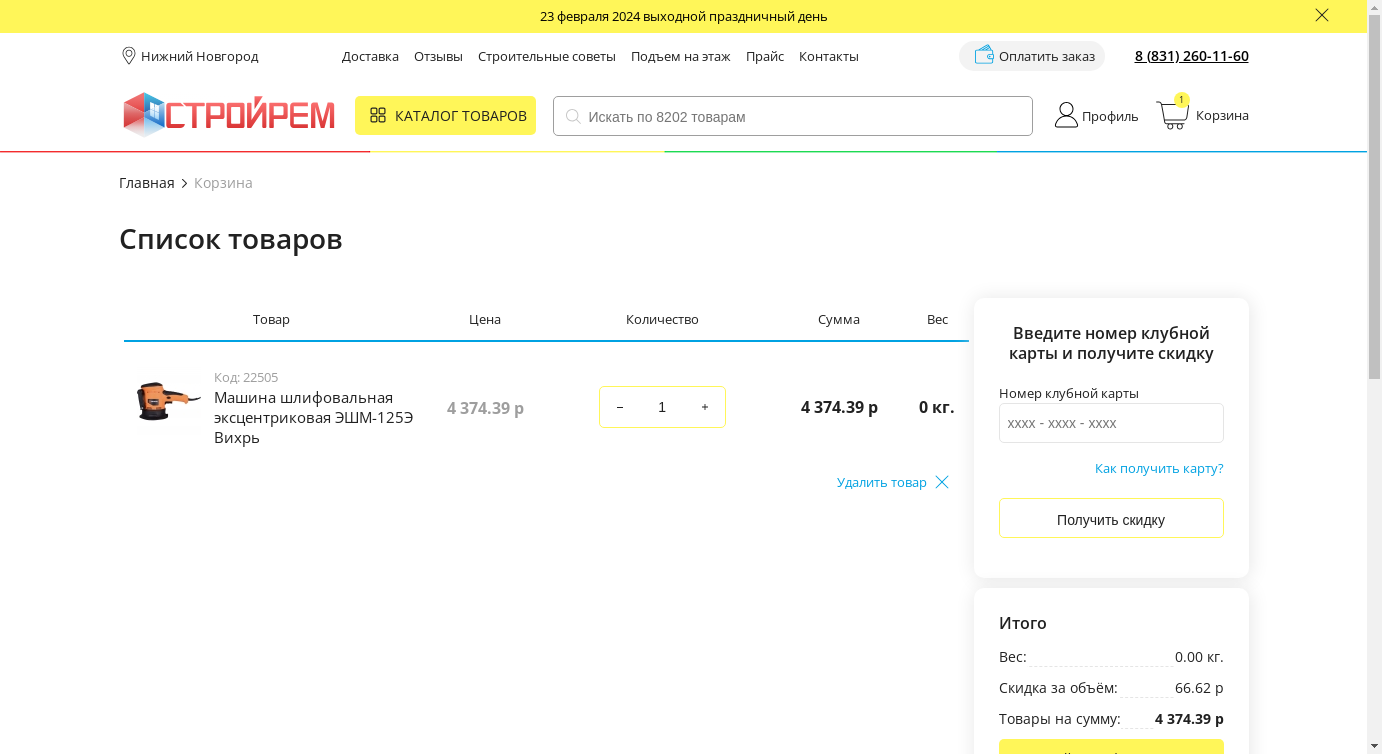 23 февраля 2024 выходной праздничный день
Нижний Новгород
Доставка
Отзывы
Строительные советы
Подъем на этаж
Прайс
Контакты
Оплатить заказ
8 (831) 260-11-60
СТРОЙРЕМ
КАТАЛОГ ТОВАРОВ
Искать по 8202 товарам
Профиль
1
Корзина
Главная
Корзина
Список товаров
Товар
Цена
Количество
Сумма
Вес
Код: 22505
Машина шлифовальная
эксцентриковая ЭШМ-125Э
Вихрь
4 374.39 р
− 1 +
4 374.39 р
0 кг.
Удалить товар
Введите номер клубной
карты и получите скидку
Номер клубной карты
xxxx - xxxx - xxxx
Как получить карту?
Получить скидку
Итого
Вес: 0.00 кг.
Скидка за объём: 66.62 р
Товары на сумму: 4 374.39 р